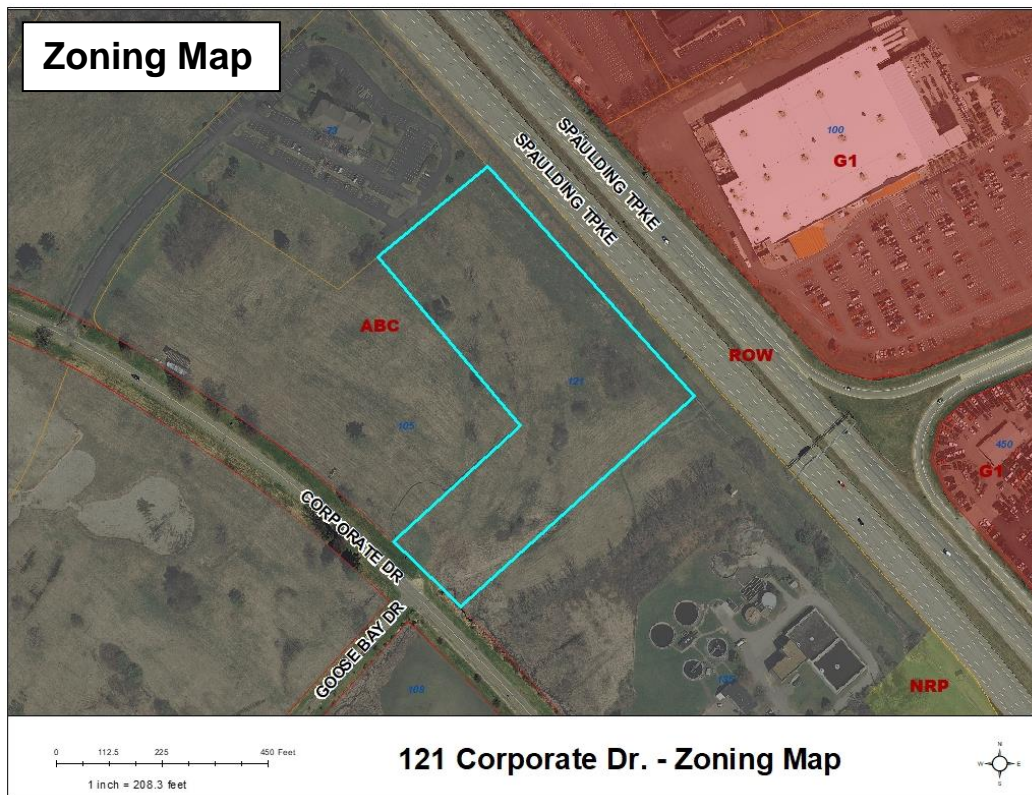 Zoning Map
SPAULDING TPKE
SPAULDING TPKE
73
100
G1
ABC
ROW
121
105
450
G1
CORPORATE DR
GOOSE BAY DR
108
NRP
0 112.5 225 450 Feet
1 inch = 208.3 feet
121 Corporate Dr. - Zoning Map
N
W E
S